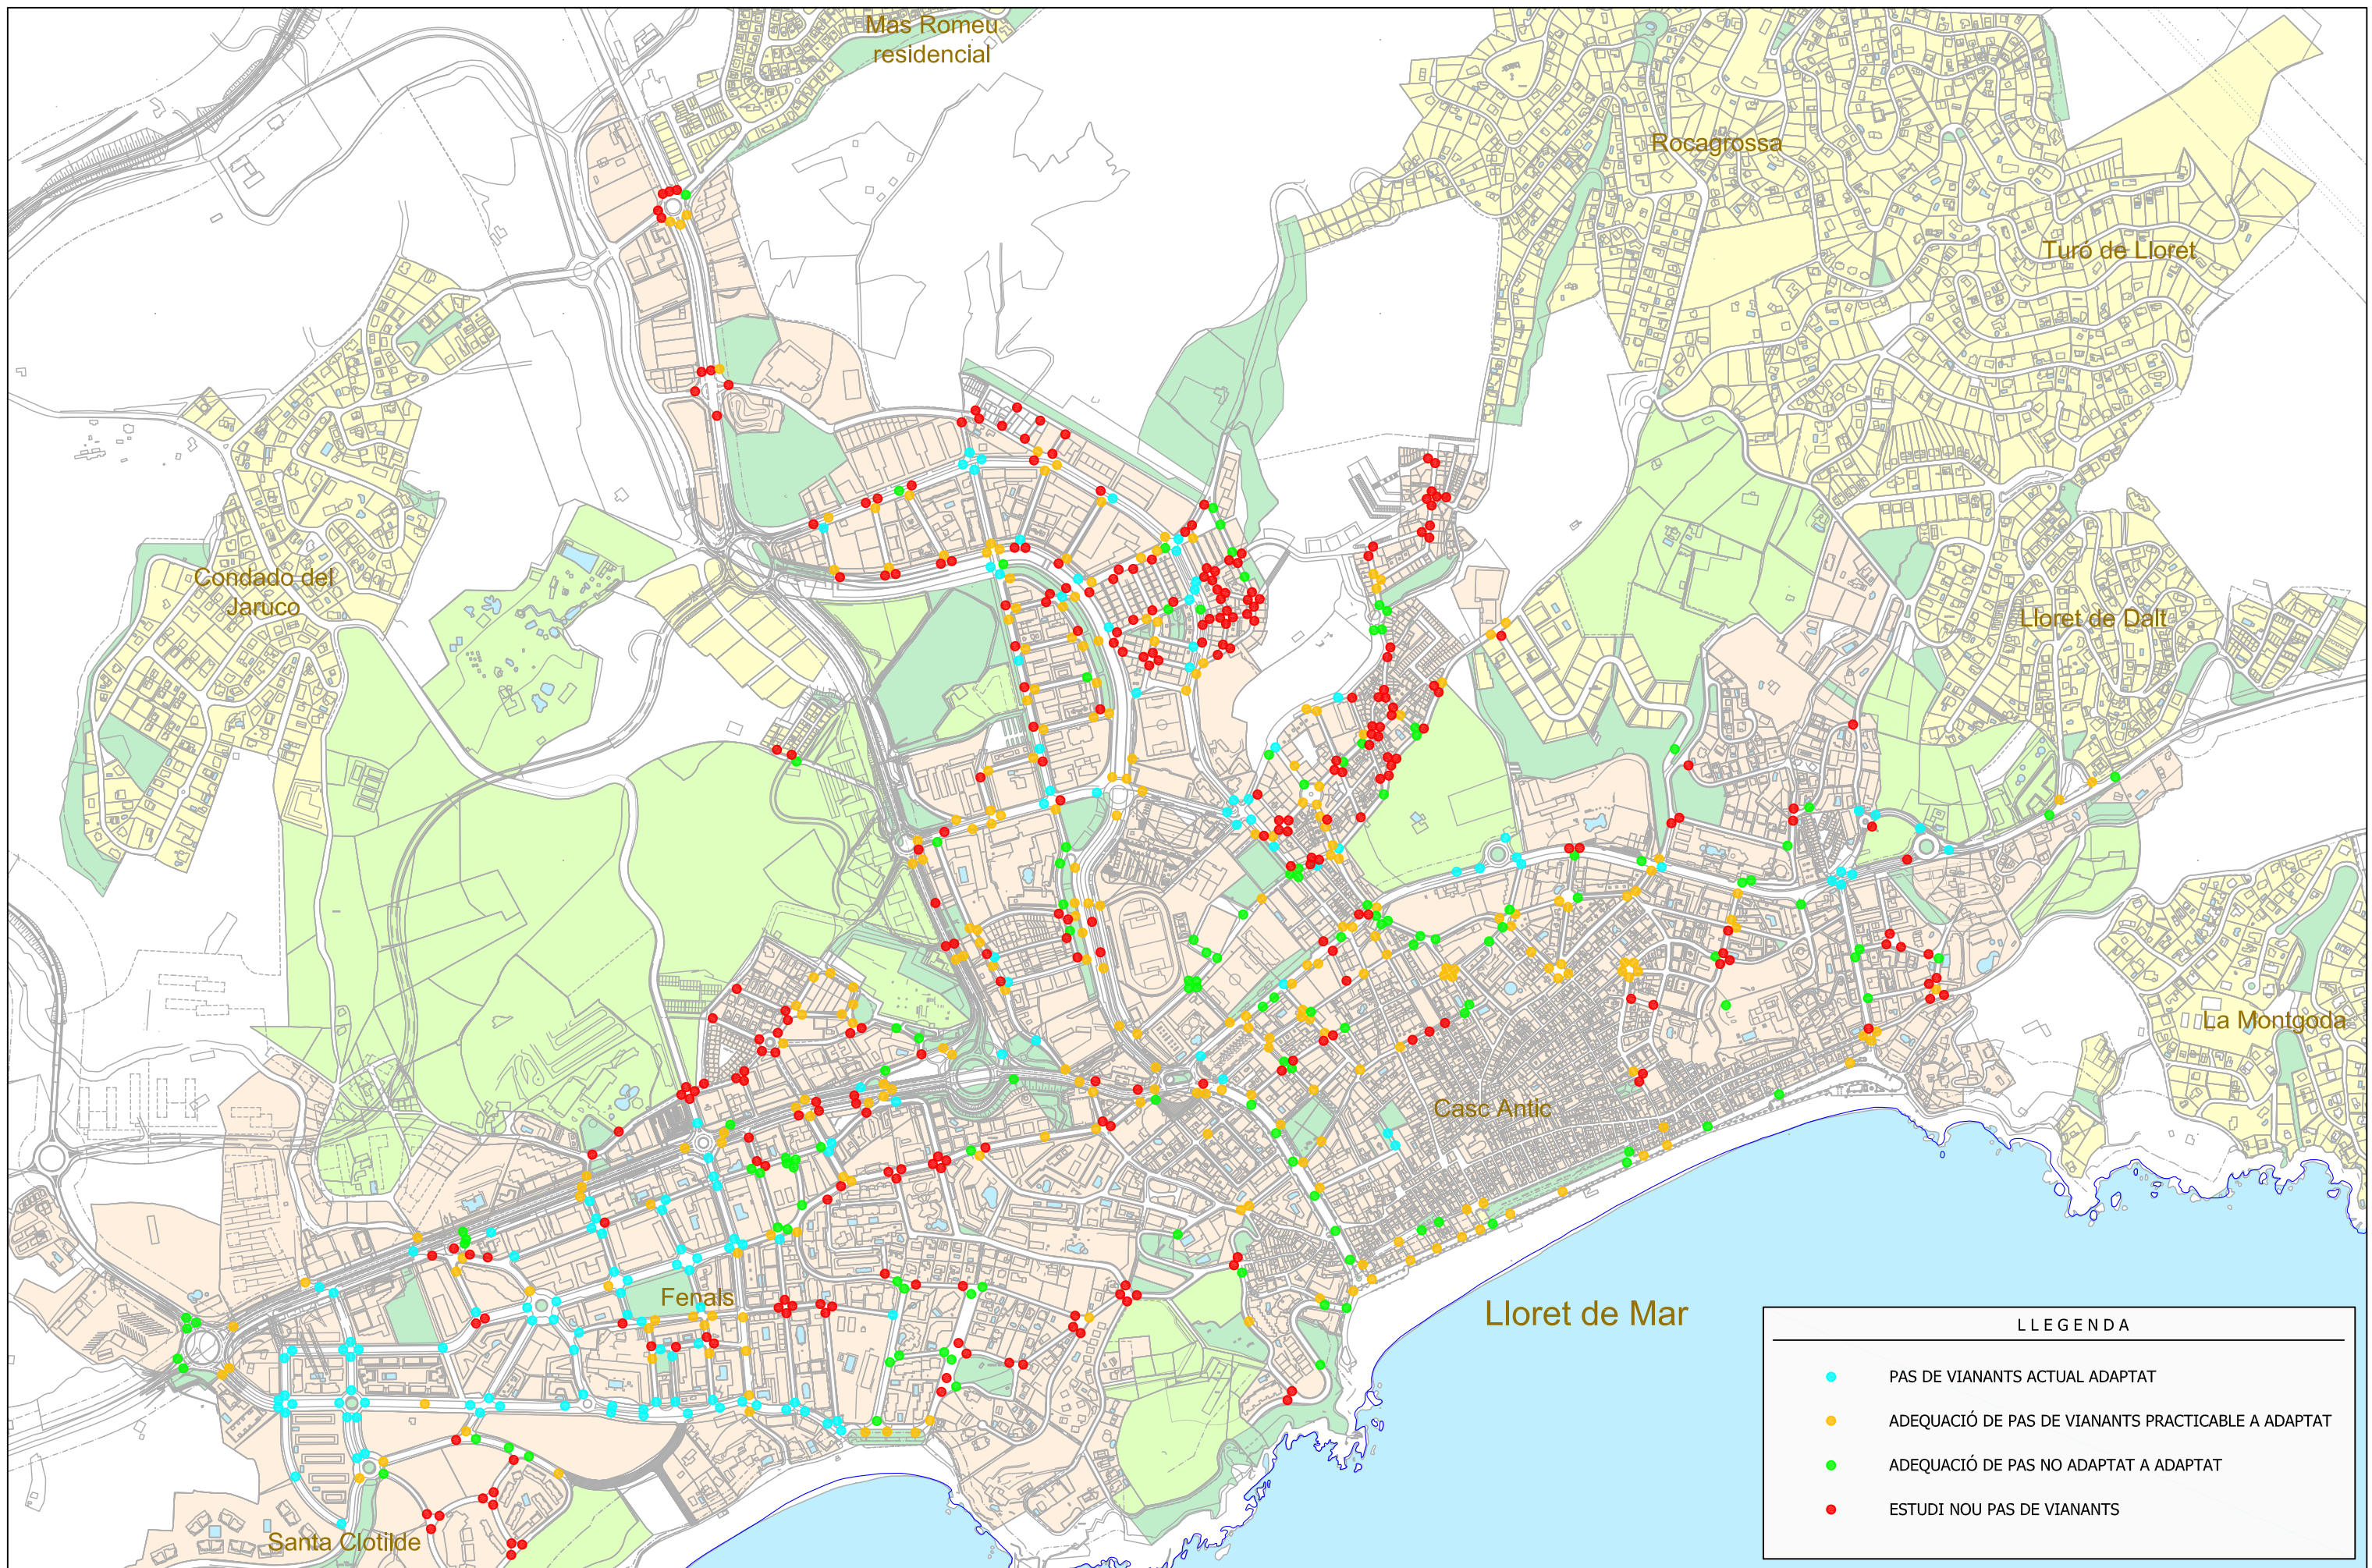 Mas Romeu
residencial
Rocagrossa
Turó de Lloret
Condado del
Jaruco
Lloret de Dalt
La Montgoda
Casc Antic
Fenals
Lloret de Mar
Santa Clotilde
LLEGENDA
PAS DE VIANANTS ACTUAL ADAPTAT
ADEQUACIÓ DE PAS DE VIANANTS PRACTICABLE A ADAPTAT
ADEQUACIÓ DE PAS NO ADAPTAT A ADAPTAT
ESTUDI NOU PAS DE VIANANTS